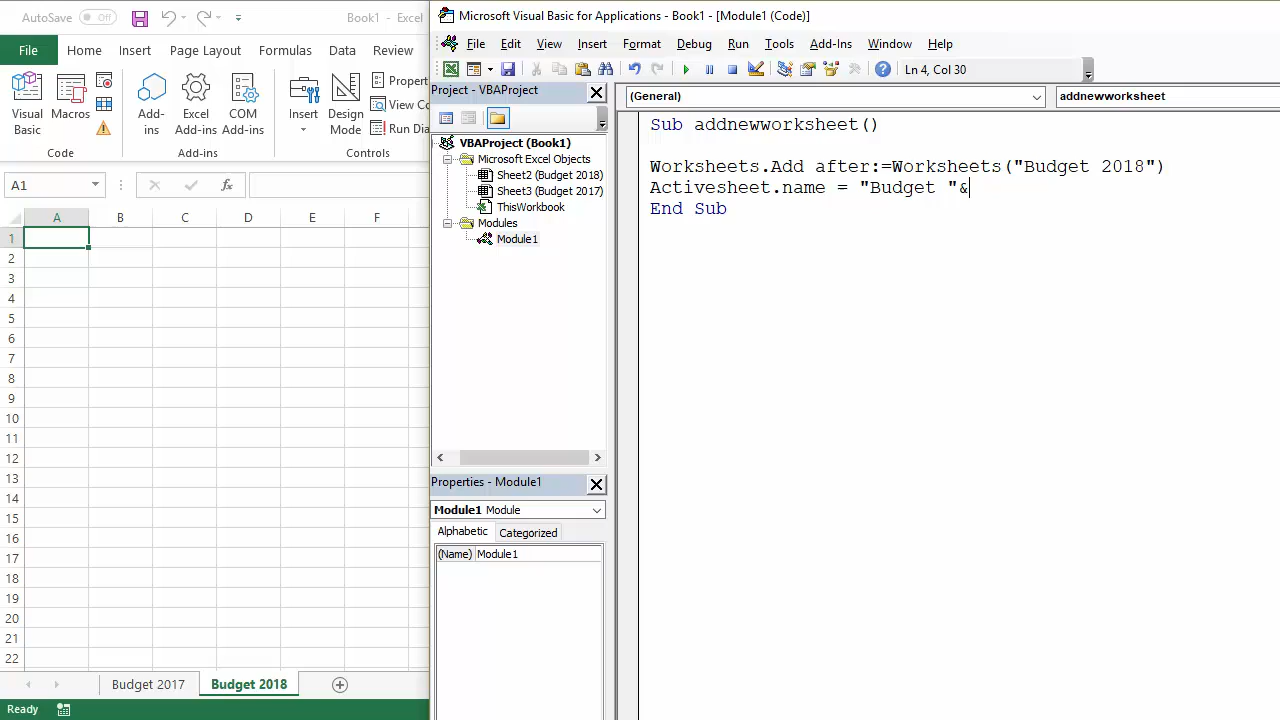 AutoSave Off Book1 - Excel
File Home Insert Page Layout Formulas Data Review
Visual Basic Macros Add-ins Excel Add-ins COM Add-ins Insert Design Mode
Propert
View Co
Run Dia
Code Add-ins Controls
A1 fx
A B C D E F
1
2
3
4
5
6
7
8
9
10
11
12
13
14
15
16
17
18
19
20
21
22
Budget 2017 Budget 2018
Ready
Microsoft Visual Basic for Applications - Book1 - [Module1 (Code)]
File Edit View Insert Format Debug Run Tools Add-Ins Window Help
Ln 4, Col 30
Project - VBAProject
VBAProject (Book1)
Microsoft Excel Objects
Sheet2 (Budget 2018)
Sheet3 (Budget 2017)
ThisWorkbook
Modules
Module1
Properties - Module1
Module1 Module
Alphabetic Categorized
(Name) Module1
(General) addnewworksheet
Sub addnewworksheet()
Worksheets.Add after:=Worksheets("Budget 2018")
Activesheet.name = "Budget "&
End Sub